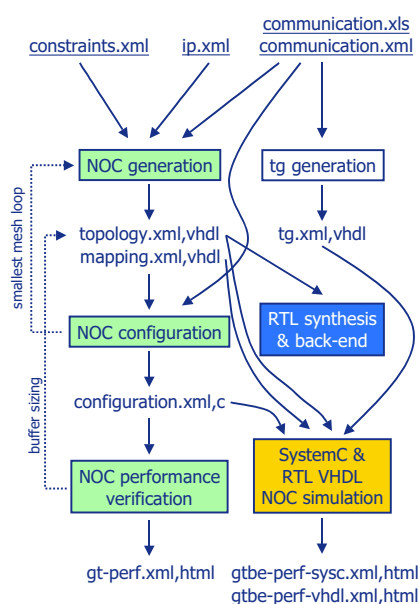 communication.xls
constraints.xml ip.xml communication.xml
NOC generation tg generation
smallest mesh loop
topology.xml,vhdl tg.xml,vhdl
mapping.xml,vhdl
NOC configuration
RTL synthesis
& back-end
buffer sizing
configuration.xml,c
NOC performance
verification
SystemC &
RTL VHDL
NOC simulation
gt-perf.xml,html gtbe-perf-sysc.xml,html
gtbe-perf-vhdl.xml,html